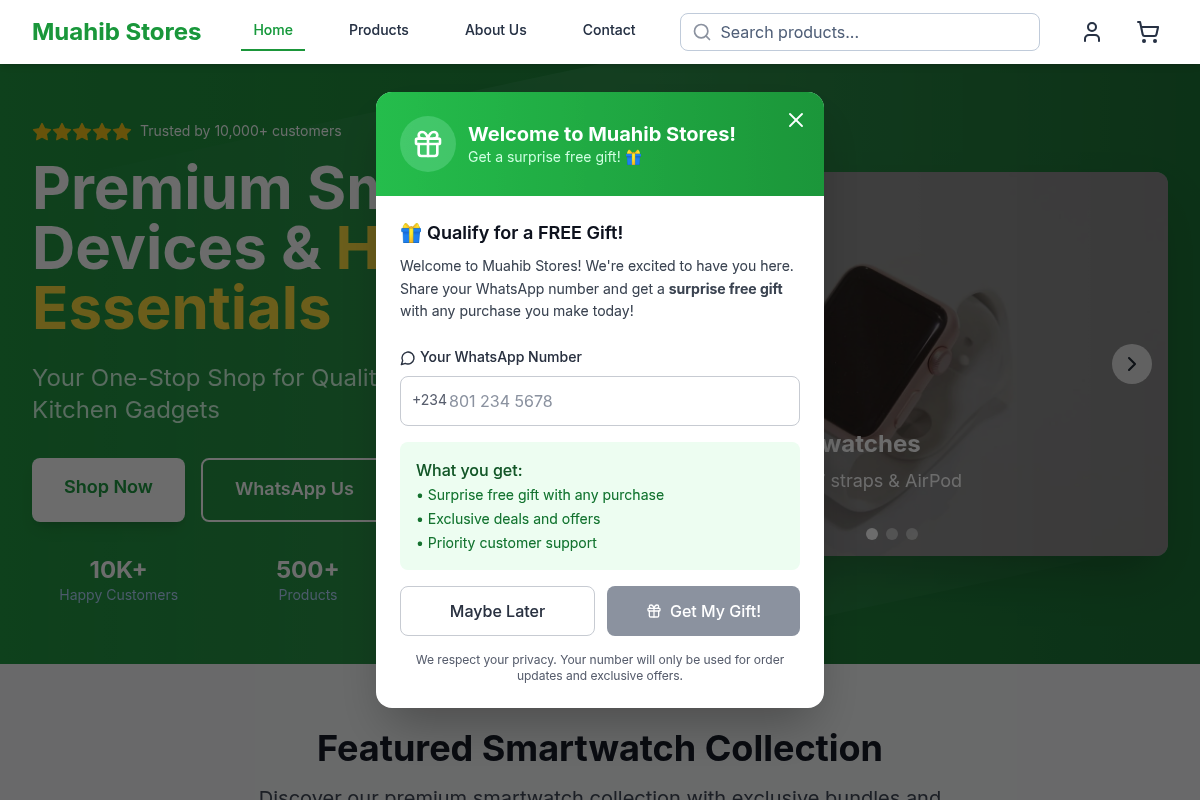 Muahib Stores
Home
Products
About Us
Contact
Search products...
Trusted by 10,000+ customers
Premium Sm
Devices & H
Essentials
Your One-Stop Shop for Qualit
Kitchen Gadgets
Shop Now
WhatsApp Us
10K+
Happy Customers
500+
Products
Welcome to Muahib Stores!
Get a surprise free gift! 🎁
🎁 Qualify for a FREE Gift!
Welcome to Muahib Stores! We're excited to have you here.
Share your WhatsApp number and get a surprise free gift
with any purchase you make today!
Your WhatsApp Number
+234 801 234 5678
What you get:
• Surprise free gift with any purchase
• Exclusive deals and offers
• Priority customer support
Maybe Later
Get My Gift!
We respect your privacy. Your number will only be used for order
updates and exclusive offers.
watches
straps & AirPod
Featured Smartwatch Collection
Discover our premium smartwatch collection with exclusive bundles and